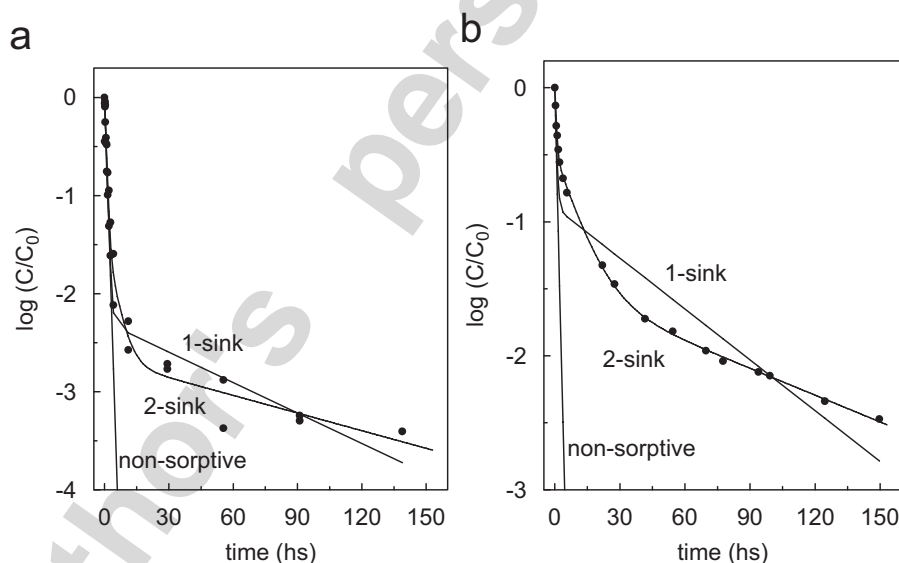 a
b
pers
thor's
log (C/C0)
0
-1
-2
-3
-4
1-sink
2-sink
non-sorptive
0 30 60 90 120 150
time (hs)
log (C/C0)
0
-1
-2
-3
1-sink
2-sink
non-sorptive
0 30 60 90 120 150
time (hs)